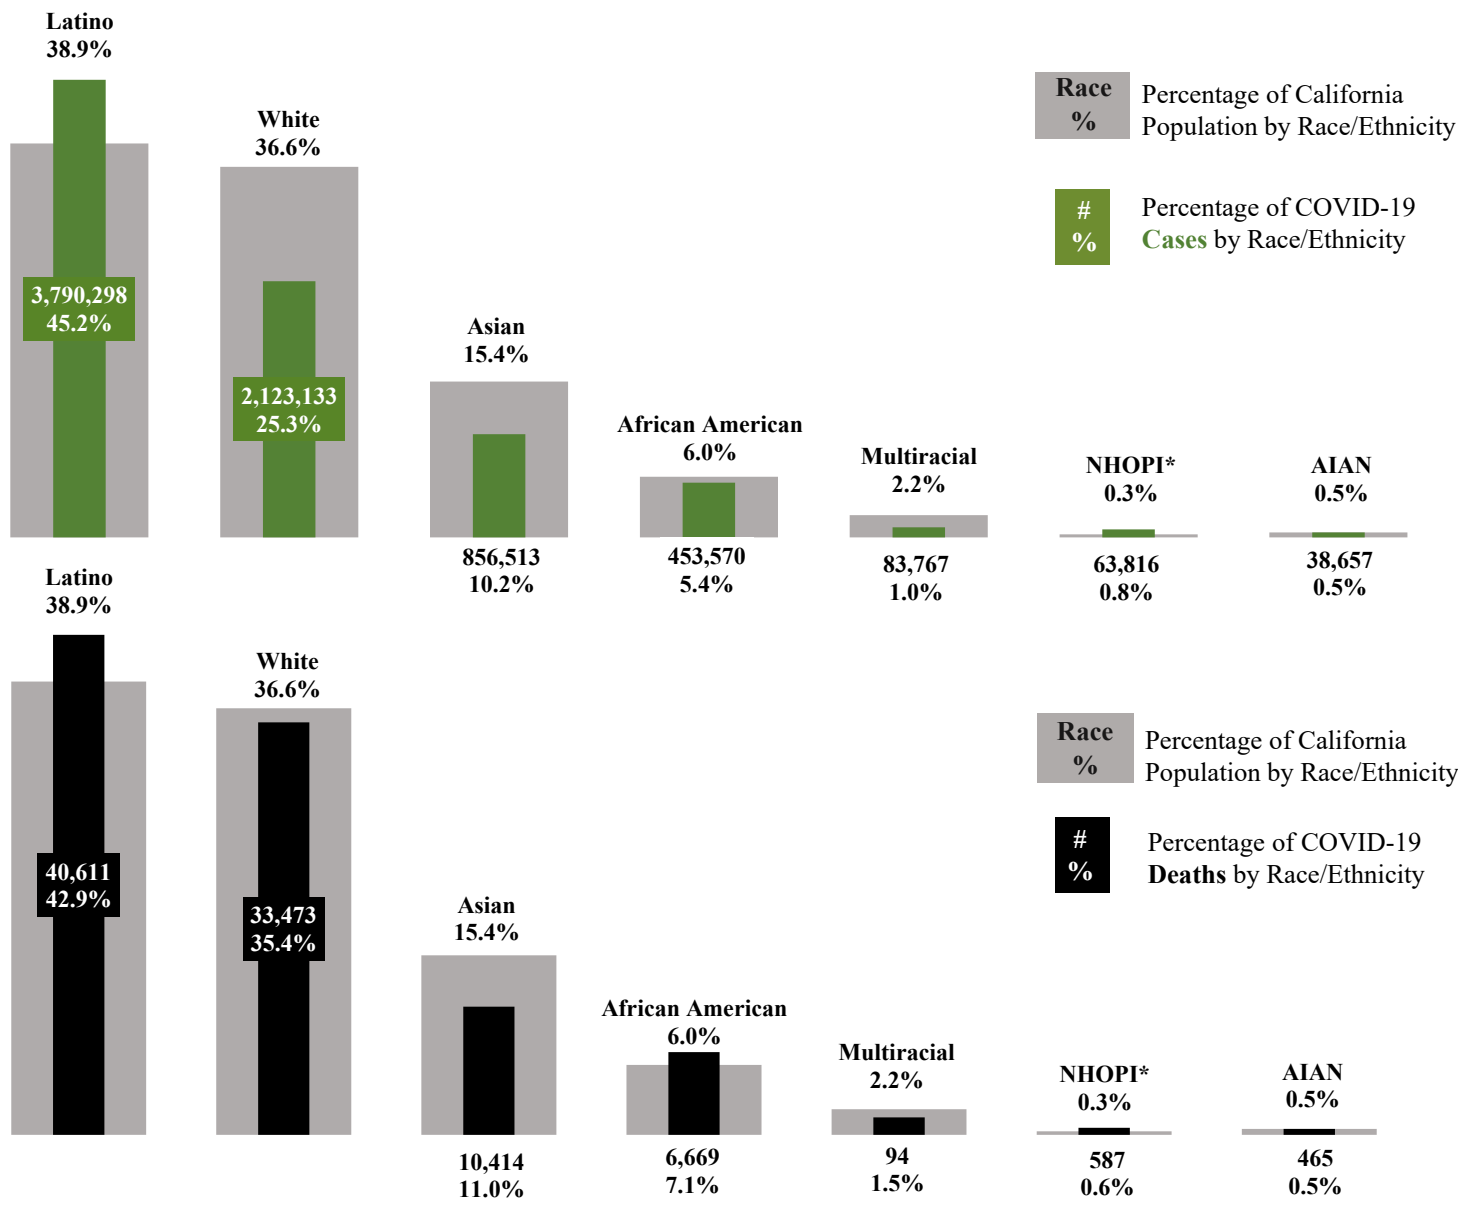 Latino
38.9%
3,790,298
45.2%
White
36.6%
2,123,133
25.3%
Asian
15.4%
856,513
10.2%
African American
6.0%
453,570
5.4%
Multiracial
2.2%
83,767
1.0%
NHOPI*
0.3%
63,816
0.8%
AIAN
0.5%
38,657
0.5%
Race
%
Percentage of California
Population by Race/Ethnicity
#
%
Percentage of COVID-19
Cases by Race/Ethnicity
Latino
38.9%
40,611
42.9%
White
36.6%
33,473
35.4%
Asian
15.4%
10,414
11.0%
African American
6.0%
6,669
7.1%
Multiracial
2.2%
94
1.5%
NHOPI*
0.3%
587
0.6%
AIAN
0.5%
465
0.5%
Race
%
Percentage of California
Population by Race/Ethnicity
#
%
Percentage of COVID-19
Deaths by Race/Ethnicity